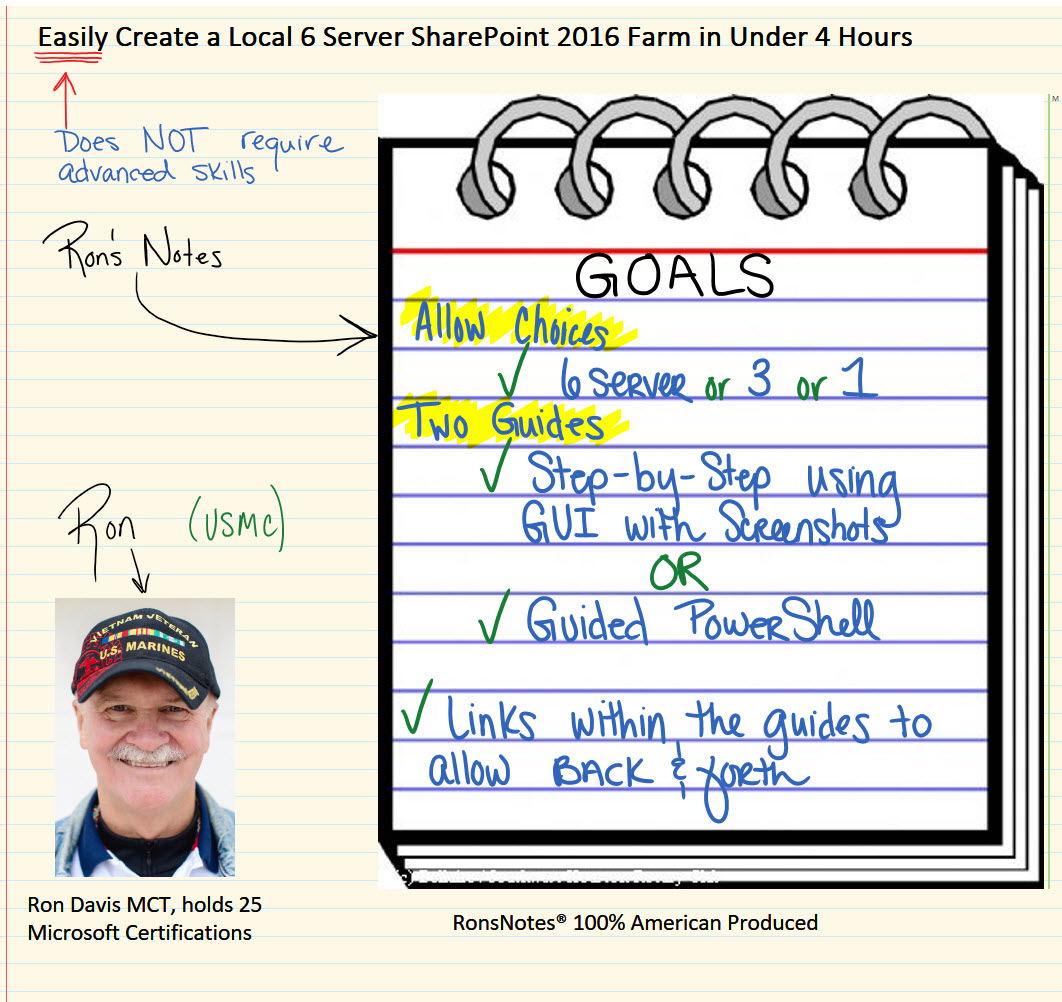 Easily Create a Local 6 Server SharePoint 2016 Farm in Under 4 Hours
Does NOT require
advanced skills
Ron's Notes
GOALS
Allow Choices
✓ 6 SERVER or 3 or 1
Two Guides
✓ Step-by-Step using
GUI with Screenshots
OR
✓ Guided PowerShell
✓ Links within the guides to
allow BACK & forth
Ron (USMC)
VIETNAM VETERAN
U.S. MARINES
Ron Davis MCT, holds 25
Microsoft Certifications
RonsNotes® 100% American Produced
M